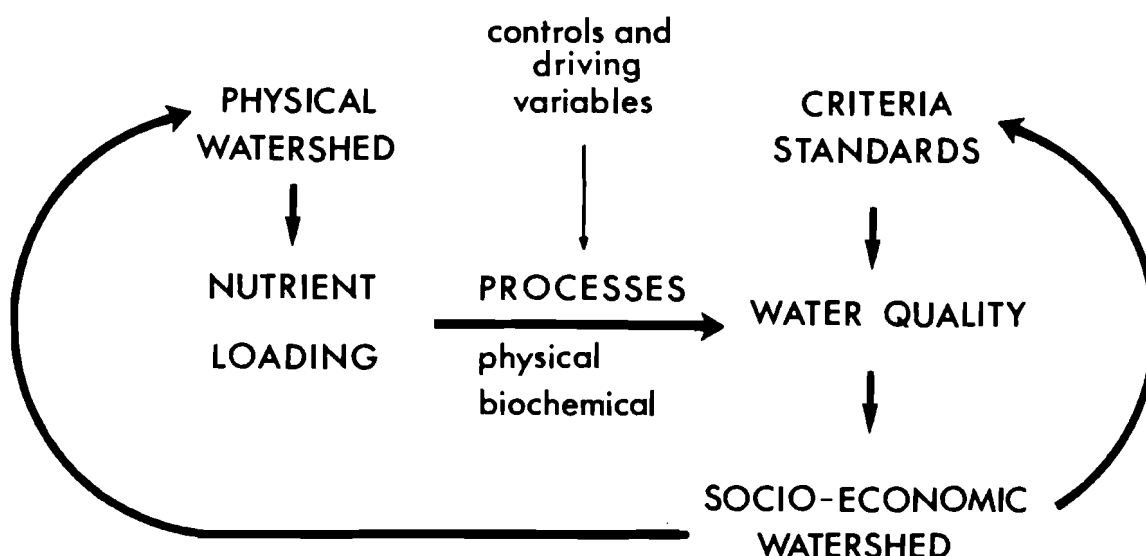 controls and
driving
variables
PHYSICAL
WATERSHED
CRITERIA
STANDARDS
NUTRIENT
LOADING
PROCESSES
physical
biochemical
WATER QUALITY
SOCIO-ECONOMIC
WATERSHED